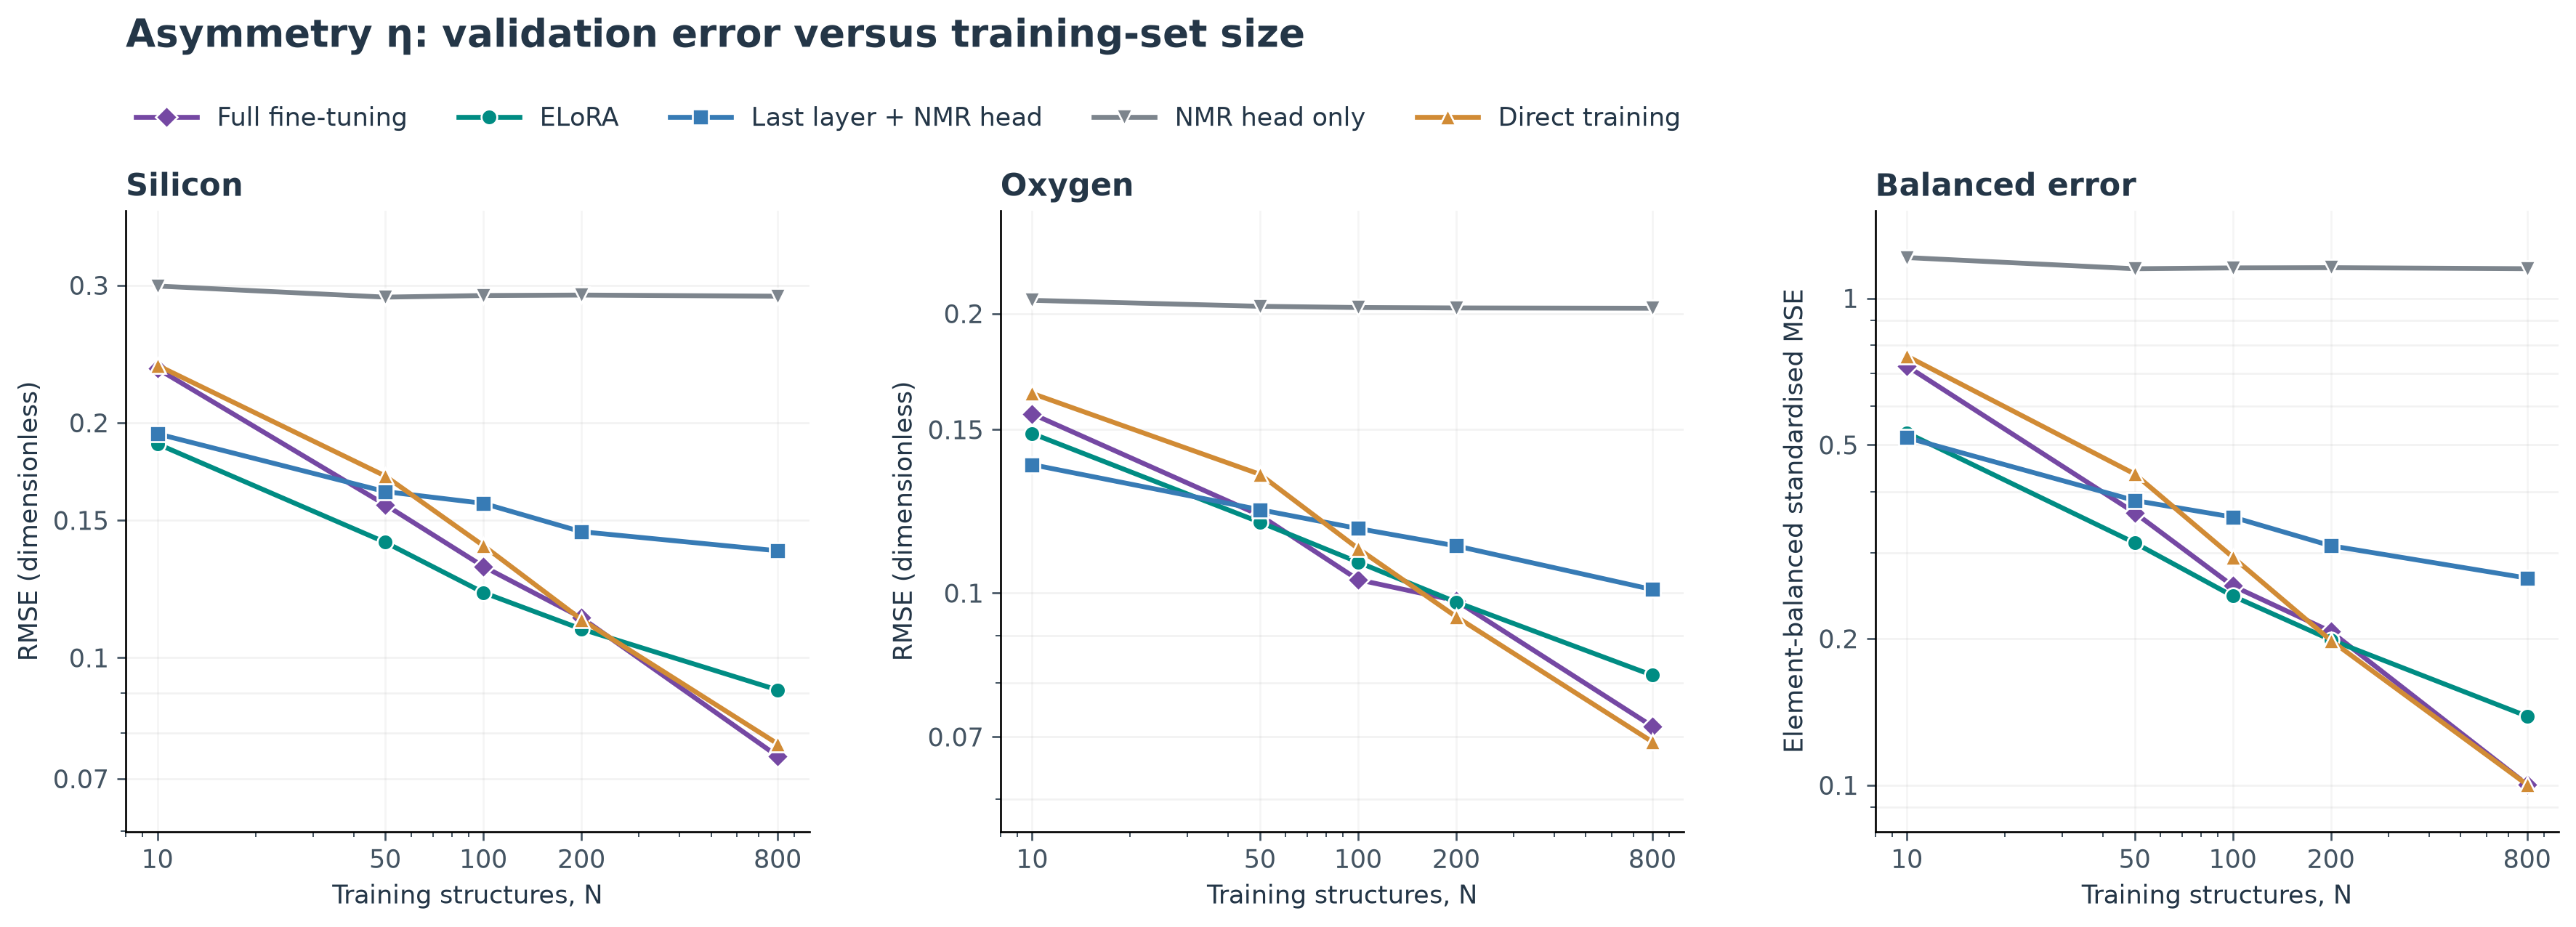 Asymmetry η: validation error versus training-set size
Full fine-tuning
ELoRA
Last layer + NMR head
NMR head only
Direct training
Silicon
RMSE (dimensionless)
0.3
0.2
0.15
0.1
0.07
10 50 100 200 800
Training structures, N
Oxygen
RMSE (dimensionless)
0.2
0.15
0.1
0.07
10 50 100 200 800
Training structures, N
Balanced error
Element-balanced standardised MSE
1
0.5
0.2
0.1
10 50 100 200 800
Training structures, N